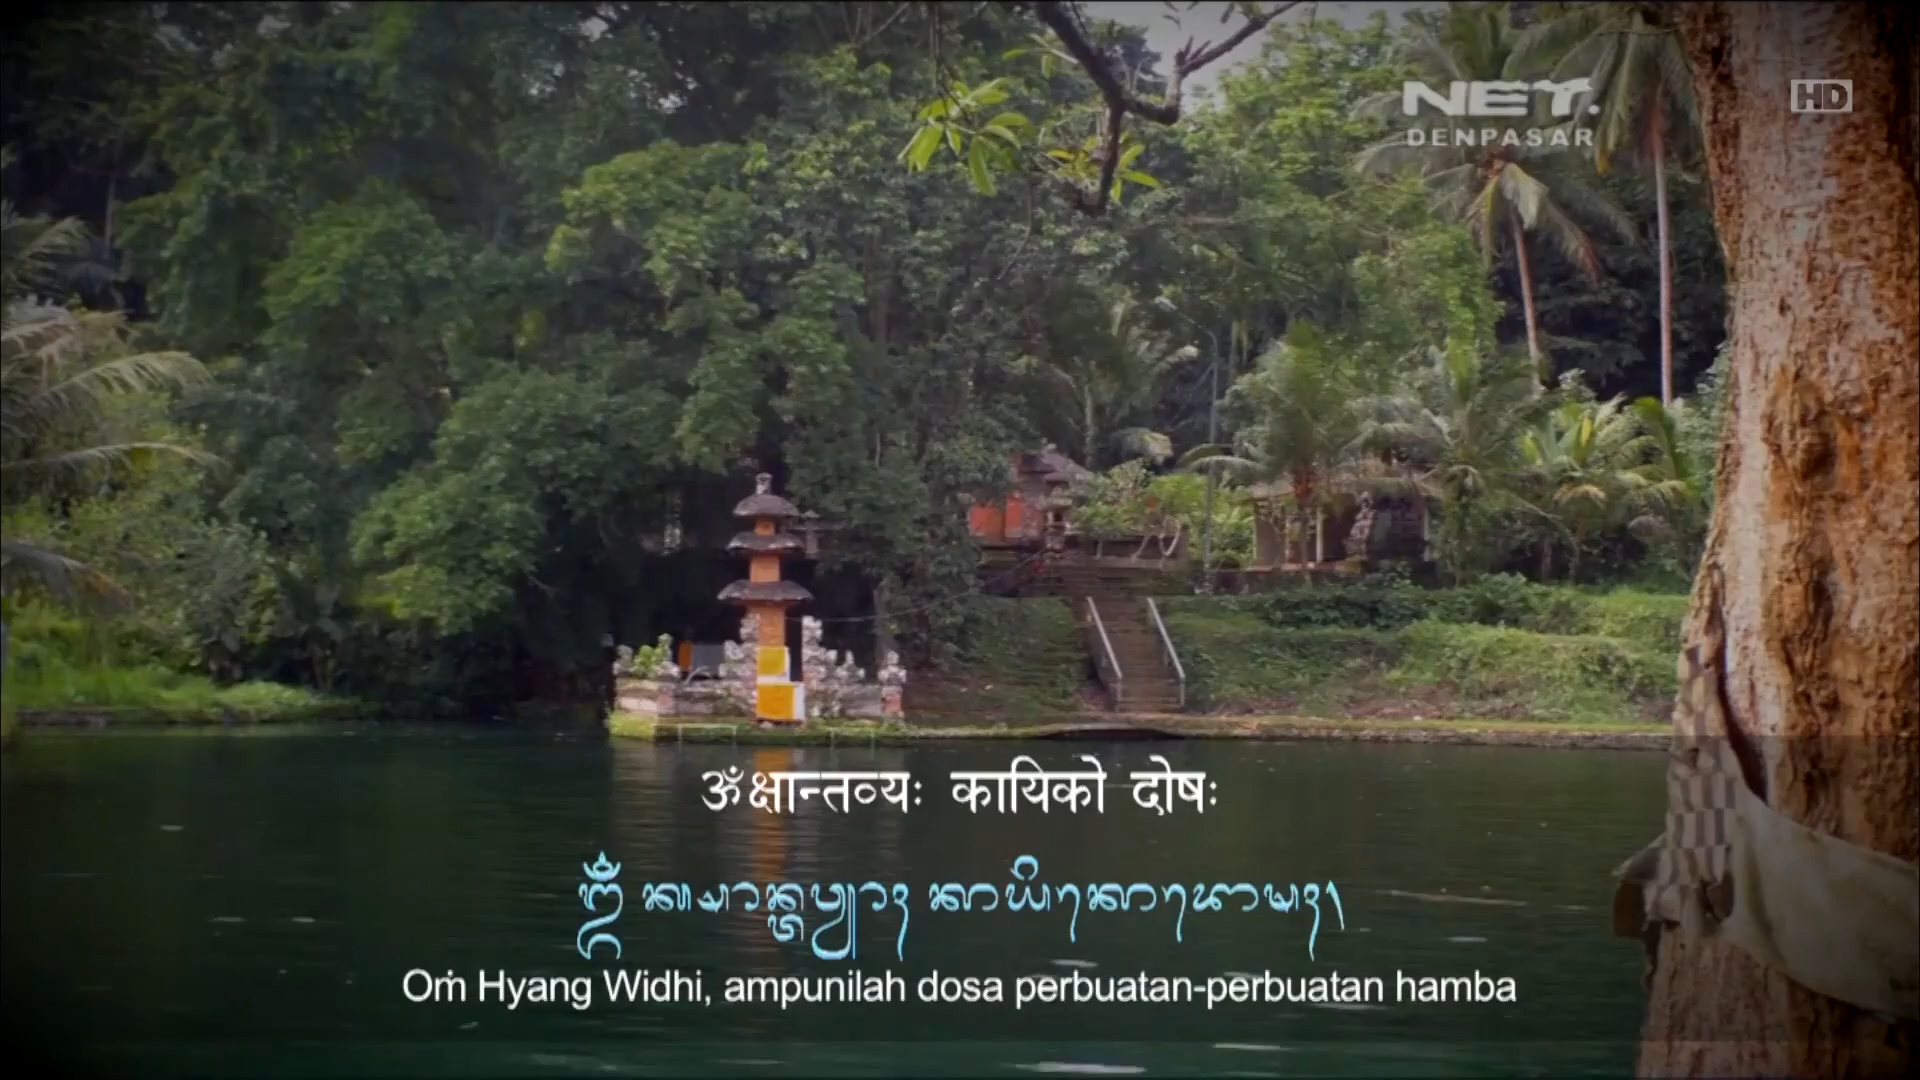 NET.
DENPASAR
HD
ॐक्षान्तव्यः कायिको दोषः
Oṁ Hyang Widhi, ampunilah dosa perbuatan-perbuatan hamba